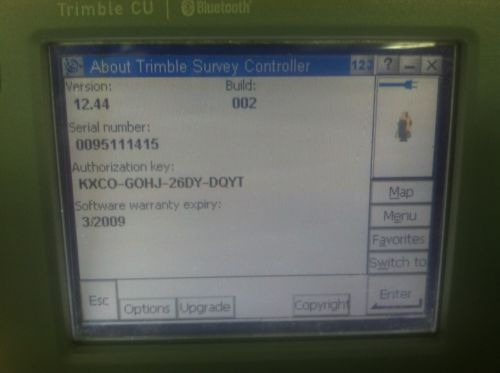 Trimble CU | Bluetooth
About Trimble Survey Controller 123 ?
Version: Build:
12.44 002
Serial number:
0095111415
Authorization key:
KXCO-GOHJ-26DY-DQYT
Software warranty expiry:
3/2009
Map
Menu
Favorites
Switch to
Esc Options Upgrade Copyright Enter